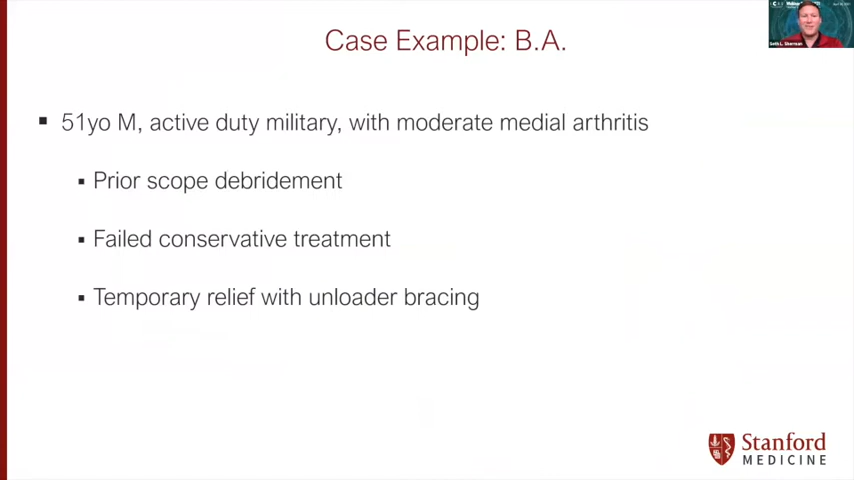 Case Example: B.A.
Seth L. Sherman
▪ 51yo M, active duty military, with moderate medial arthritis
▪ Prior scope debridement
▪ Failed conservative treatment
▪ Temporary relief with unloader bracing
Stanford
MEDICINE